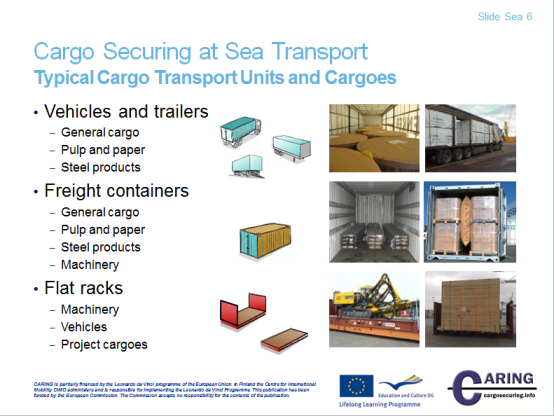 Slide Sea 6
Cargo Securing at Sea Transport
Typical Cargo Transport Units and Cargoes
• Vehicles and trailers
– General cargo
– Pulp and paper
– Steel products
• Freight containers
– General cargo
– Pulp and paper
– Steel products
– Machinery
• Flat racks
– Machinery
– Vehicles
– Project cargoes
CARING is partially financed by the Leonardo da Vinci programme of the European Union. In Finland the Centre for International
Mobility CIMO administers and is responsible for implementing the Leonardo da Vinci Programme. This publication has been
funded by the European Commission. The Commission accepts no responsibility for the contents of the publication.
Education and Culture DG
Lifelong Learning Programme
CARING
cargosecuring.info